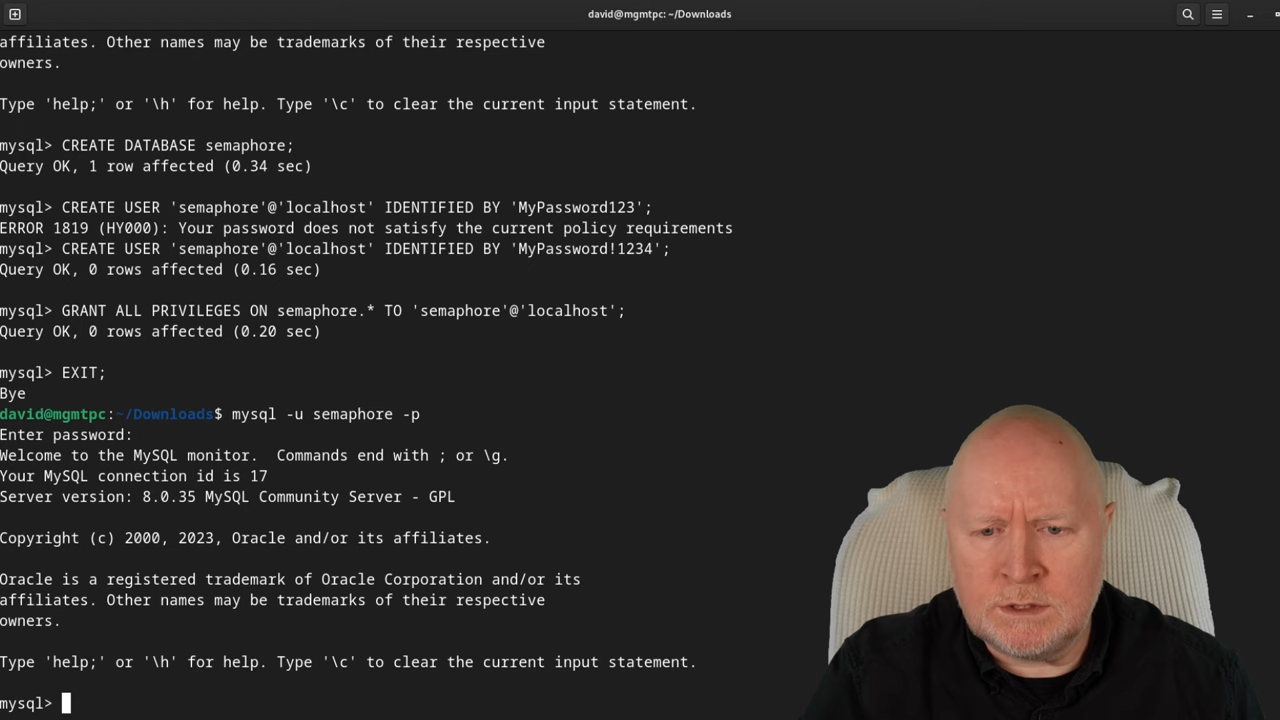 david@mgmtpc: ~/Downloads
affiliates. Other names may be trademarks of their respective
owners.
Type 'help;' or '\h' for help. Type '\c' to clear the current input statement.
mysql> CREATE DATABASE semaphore;
Query OK, 1 row affected (0.34 sec)
mysql> CREATE USER 'semaphore'@'localhost' IDENTIFIED BY 'MyPassword123';
ERROR 1819 (HY000): Your password does not satisfy the current policy requirements
mysql> CREATE USER 'semaphore'@'localhost' IDENTIFIED BY 'MyPassword!1234';
Query OK, 0 rows affected (0.16 sec)
mysql> GRANT ALL PRIVILEGES ON semaphore.* TO 'semaphore'@'localhost';
Query OK, 0 rows affected (0.20 sec)
mysql> EXIT;
Bye
david@mgmtpc:~/Downloads$ mysql -u semaphore -p
Enter password:
Welcome to the MySQL monitor.  Commands end with ; or \g.
Your MySQL connection id is 17
Server version: 8.0.35 MySQL Community Server - GPL
Copyright (c) 2000, 2023, Oracle and/or its affiliates.
Oracle is a registered trademark of Oracle Corporation and/or its
affiliates. Other names may be trademarks of their respective
owners.
Type 'help;' or '\h' for help. Type '\c' to clear the current input statement.
mysql>